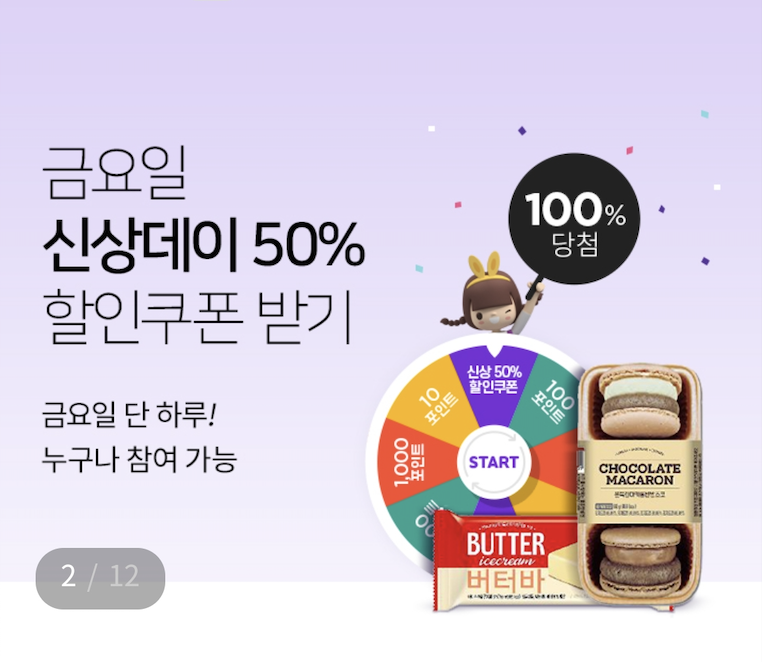 금요일
신상데이 50%
할인쿠폰 받기
금요일 단 하루!
누구나 참여 가능
100%
당첨
신상 50%
할인쿠폰
10
포인트
100
포인트
1,000
포인트
START
CHOCOLATE
MACARON
BUTTER
icecream
버터바
2 / 12